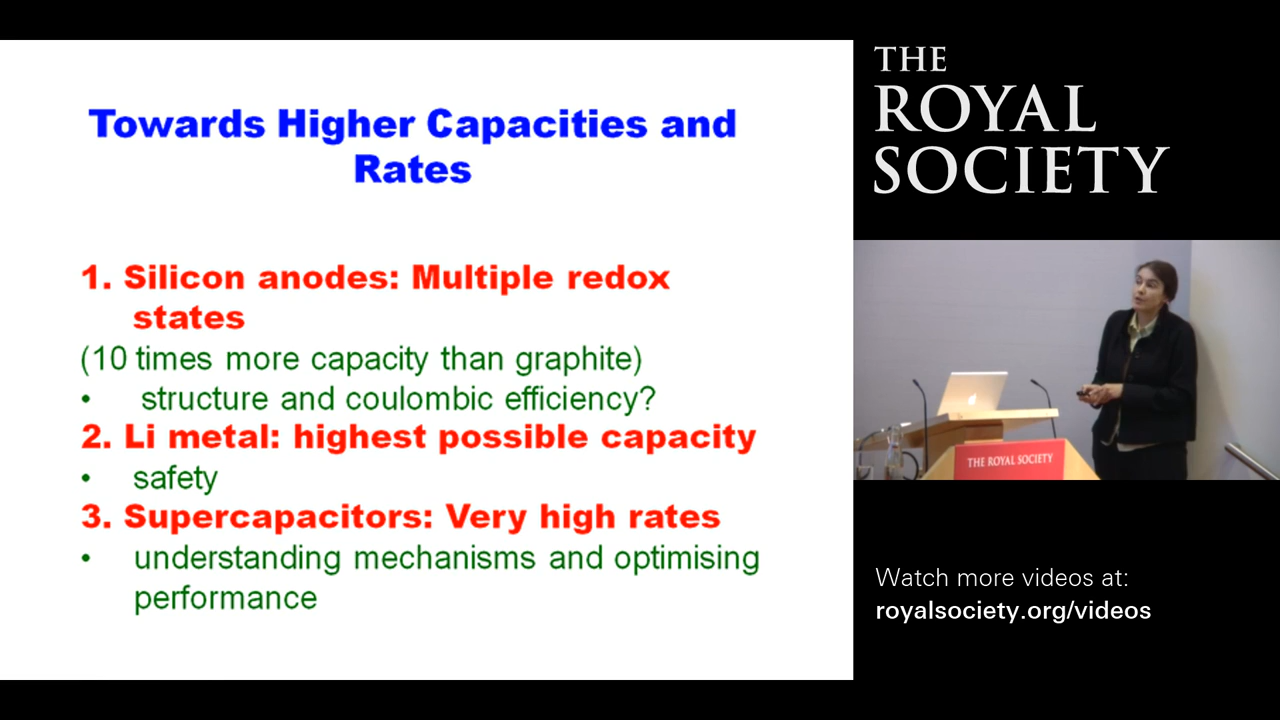 Towards Higher Capacities and
Rates
1. Silicon anodes: Multiple redox
states
(10 times more capacity than graphite)
• structure and coulombic efficiency?
2. Li metal: highest possible capacity
• safety
3. Supercapacitors: Very high rates
• understanding mechanisms and optimising
performance
THE
ROYAL
SOCIETY
THE ROYAL SOCIETY
Watch more videos at:
royalsociety.org/videos